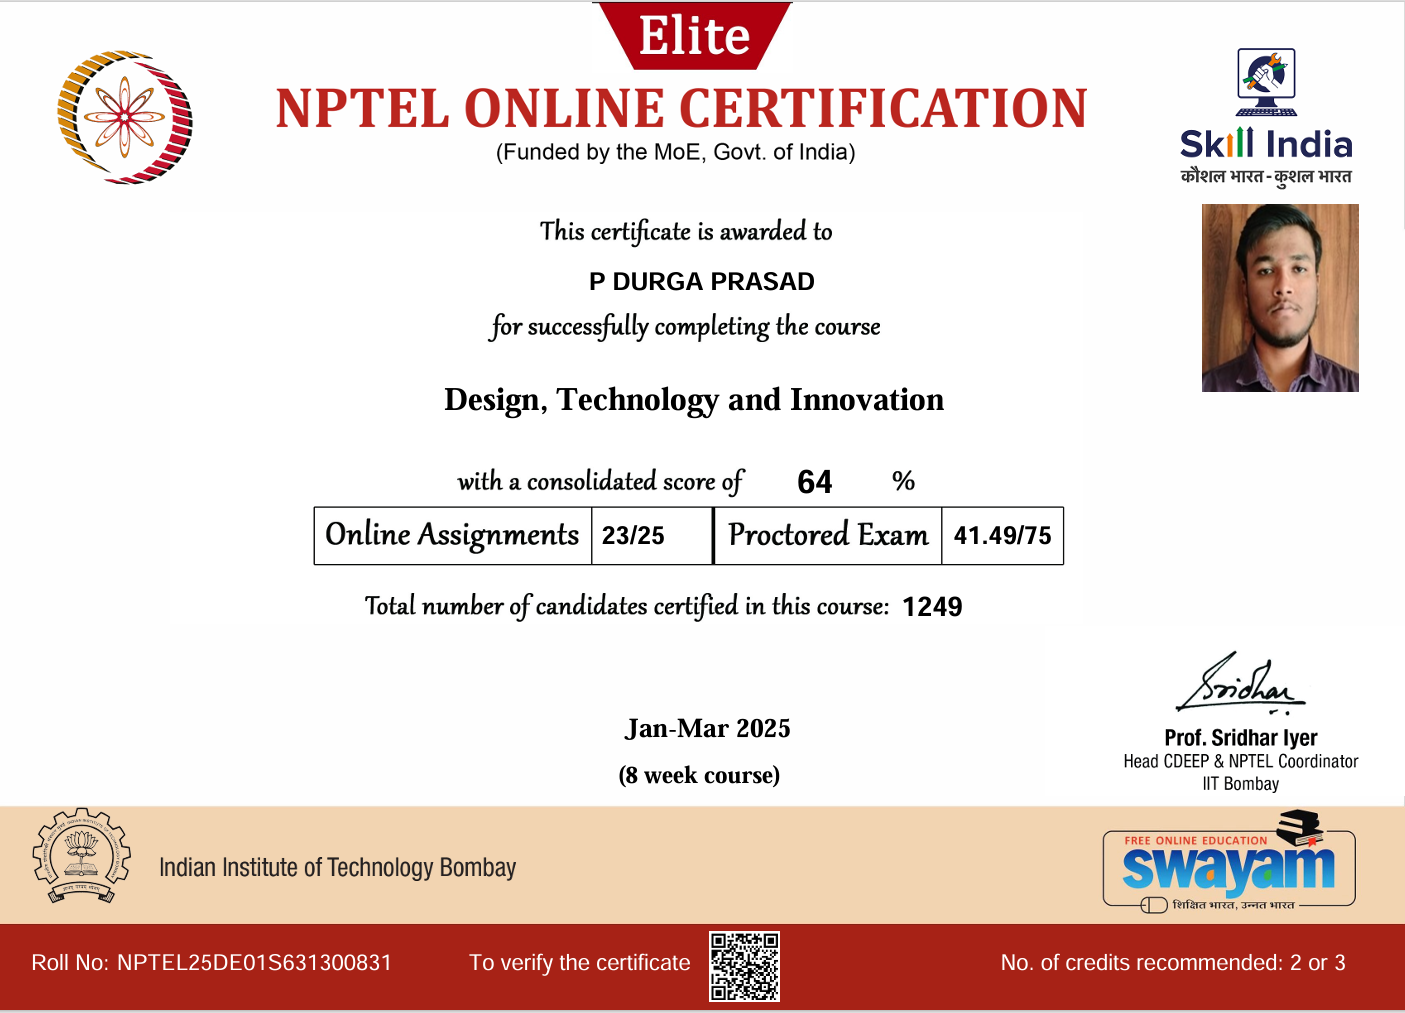 Elite
NPTEL ONLINE CERTIFICATION
(Funded by the MoE, Govt. of India)
Skill India
कौशल भारत - कुशल भारत
This certificate is awarded to
P DURGA PRASAD
for successfully completing the course
Design, Technology and Innovation
with a consolidated score of 64 %
Online Assignments 23/25 Proctored Exam 41.49/75
Total number of candidates certified in this course: 1249
Jan-Mar 2025
(8 week course)
Sridhar
Prof. Sridhar Iyer
Head CDEEP & NPTEL Coordinator
IIT Bombay
Indian Institute of Technology Bombay
FREE ONLINE EDUCATION
swayam
शिक्षित भारत, उन्नत भारत
Roll No: NPTEL25DE01S631300831
To verify the certificate
No. of credits recommended: 2 or 3